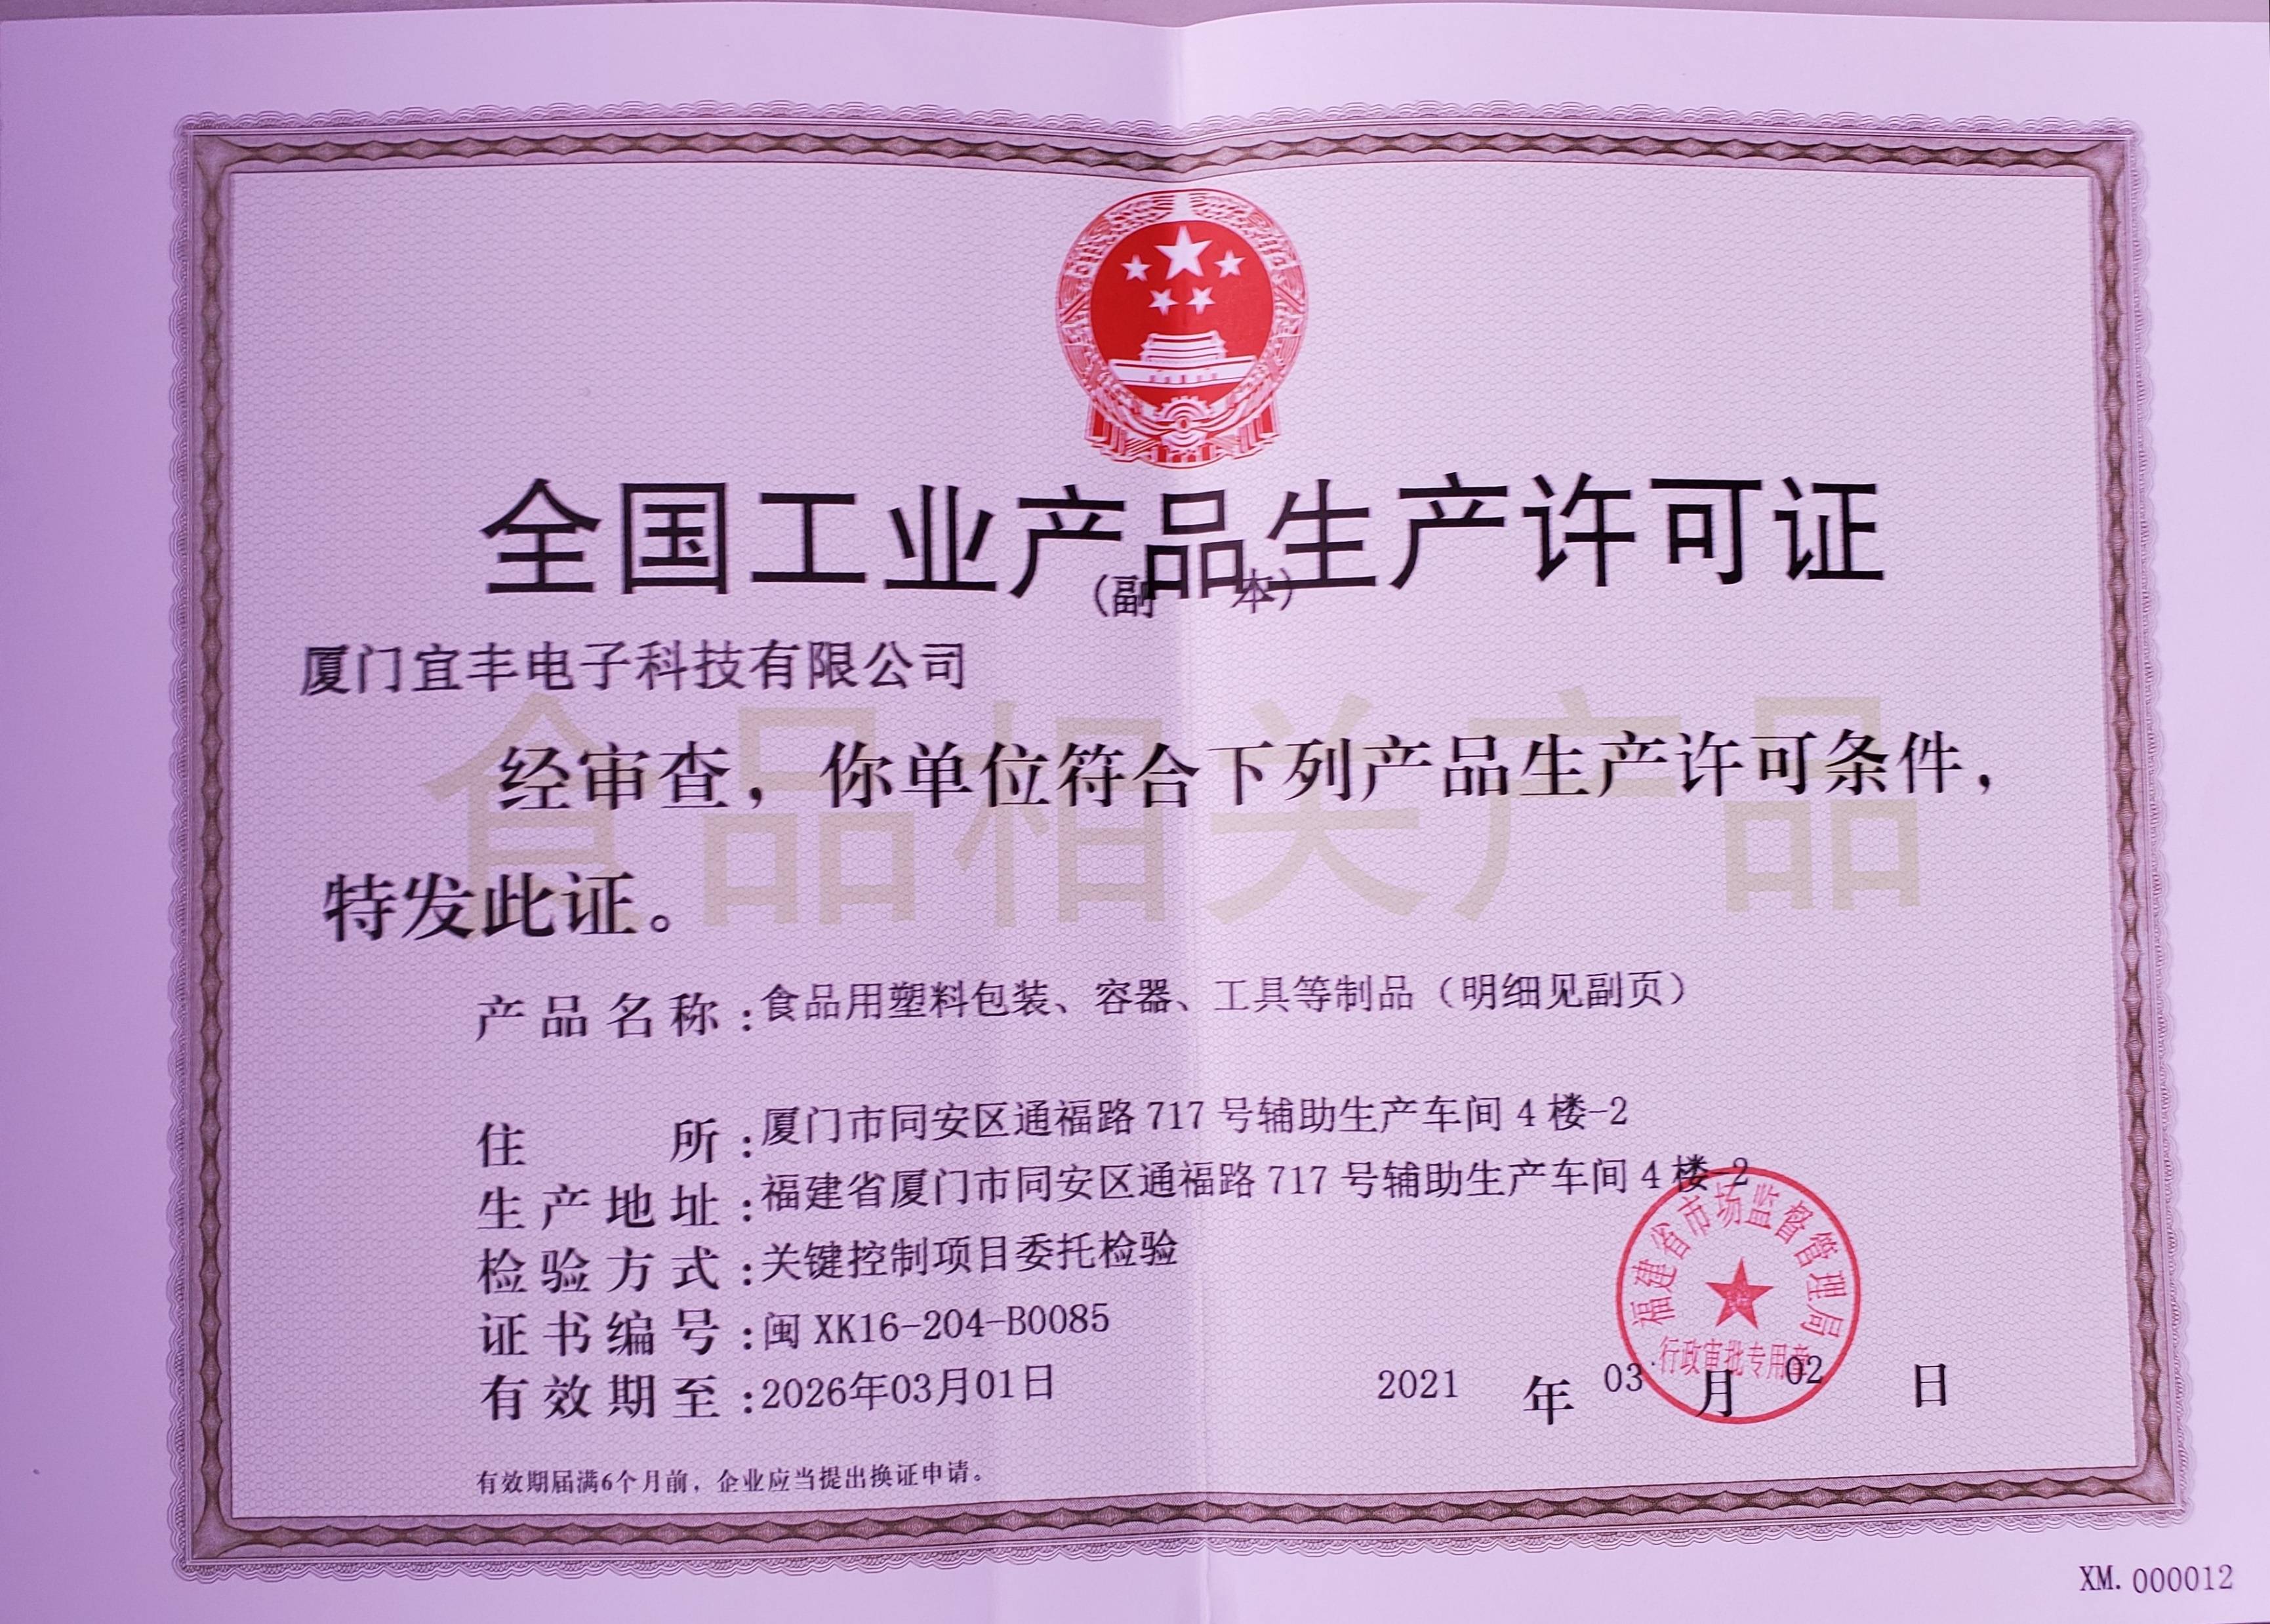 全国工业产品生产许可证
（副 本）
厦门宜丰电子科技有限公司
食品相关产品
经审查，你单位符合下列产品生产许可条件，
特发此证。
产品名称：食品用塑料包装、容器、工具等制品（明细见副页）
住 所：厦门市同安区通福路 717 号辅助生产车间 4 楼-2
生产地址：福建省厦门市同安区通福路 717 号辅助生产车间 4 楼-2
检验方式：关键控制项目委托检验
证书编号：闽 XK16-204-B0085
有效期至：2026年03月01日
2021 年 03 月 02 日
福建省市场监督管理局
行政审批专用章
有效期届满6个月前，企业应当提出换证申请。
XM. 000012